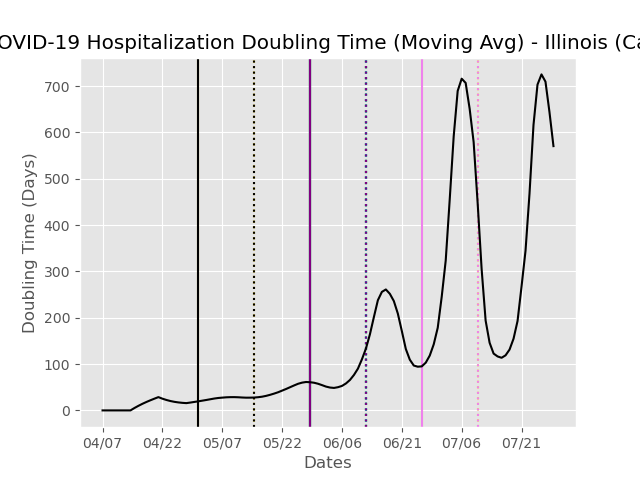 OVID-19 Hospitalization Doubling Time (Moving Avg) - Illinois (Ca
700
600
500
400
300
200
100
0
Doubling Time (Days)
04/07 04/22 05/07 05/22 06/06 06/21 07/06 07/21
Dates